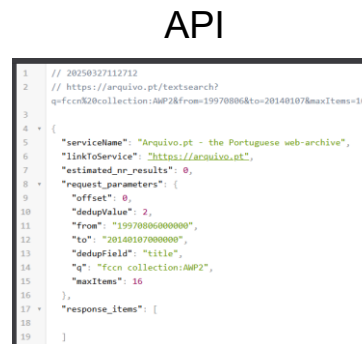 API
1 // 20250327112712
2 // https://arquivo.pt/textsearch?
q=fccn%20collection:AWP2&from=19970806&to=20140107&maxItems=16
3
4 {
5 "serviceName": "Arquivo.pt - the Portuguese web-archive",
6 "linkToService": "https://arquivo.pt",
7 "estimated_nr_results": 0,
8 "request_parameters": {
9 "offset": 0,
10 "dedupValue": 2,
11 "from": "19970806000000",
12 "to": "20140107000000",
13 "dedupField": "title",
14 "q": "fccn collection:AWP2",
15 "maxItems": 16
16 },
17 "response_items": [
18
19 ]